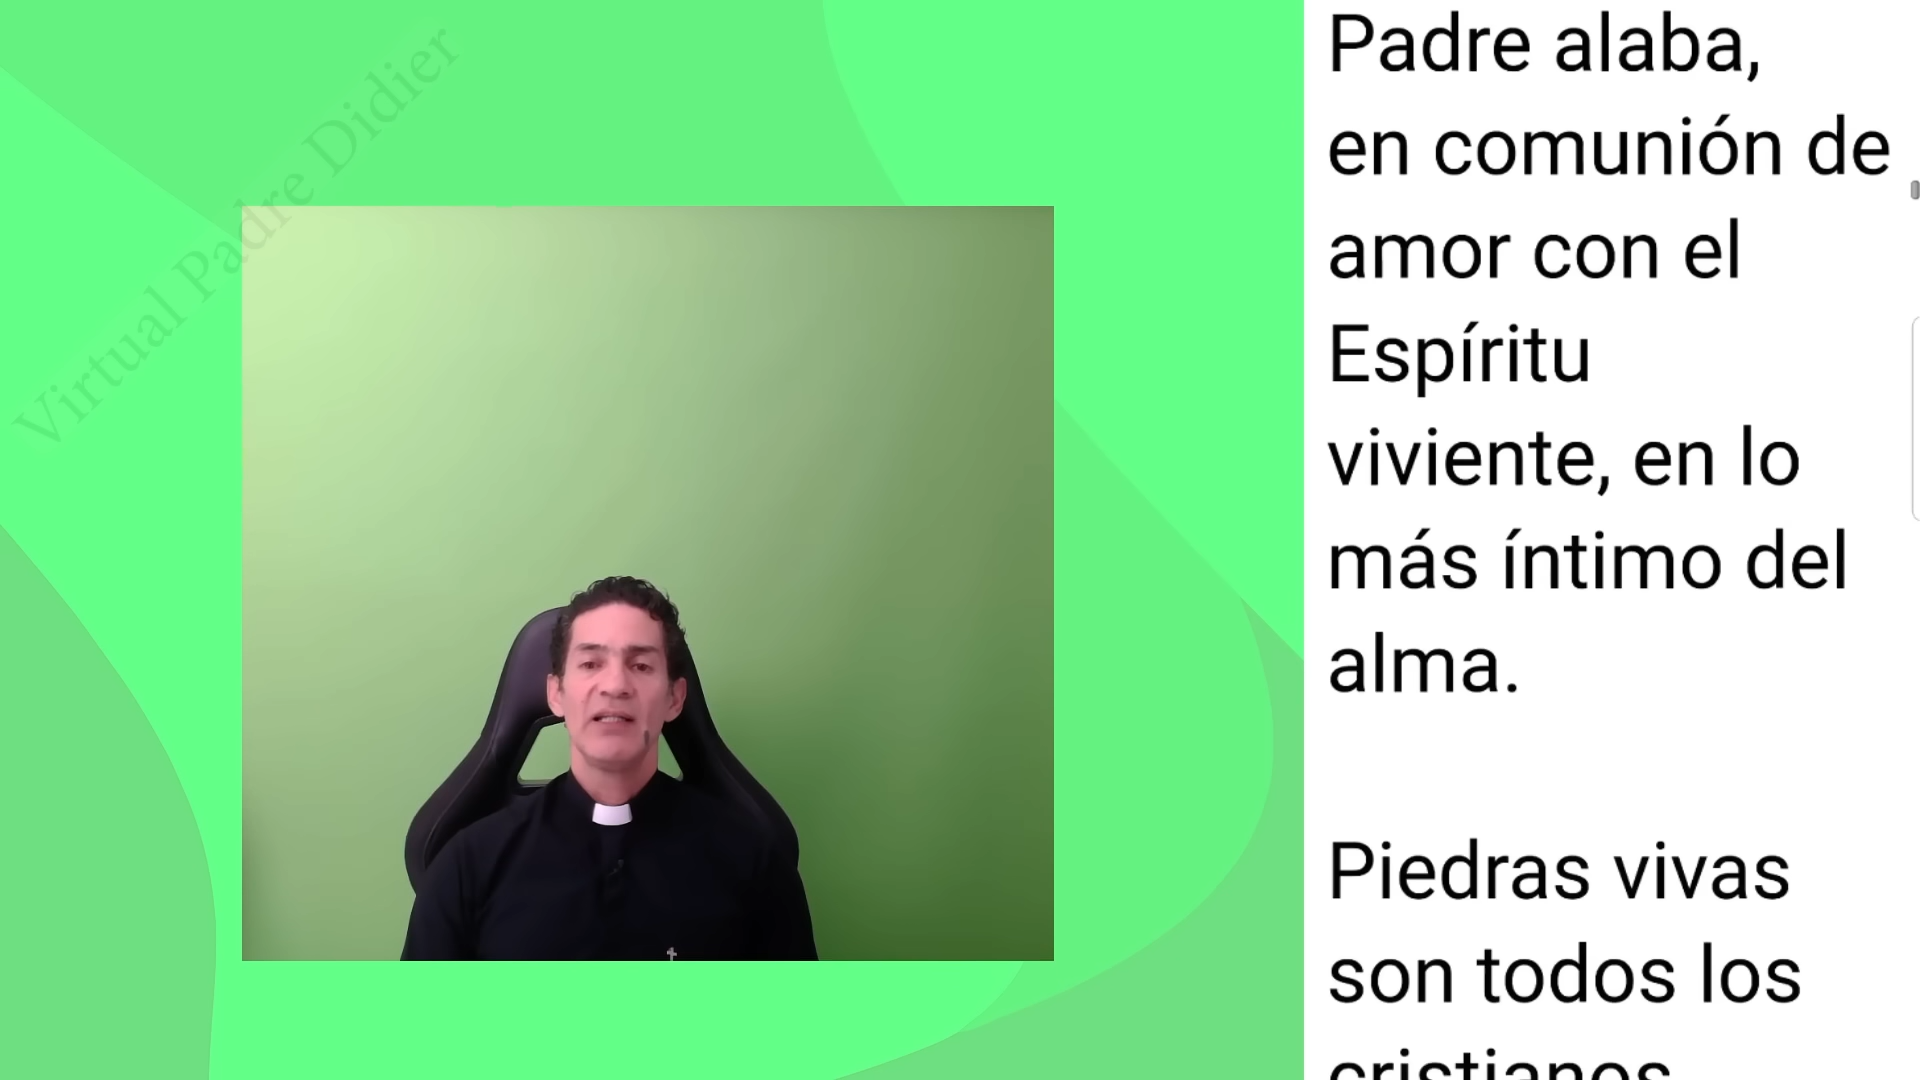 Virtual Padre Didier
Padre alaba,
en comunión de
amor con el
Espíritu
viviente, en lo
más íntimo del
alma.
Piedras vivas
son todos los
cristianos